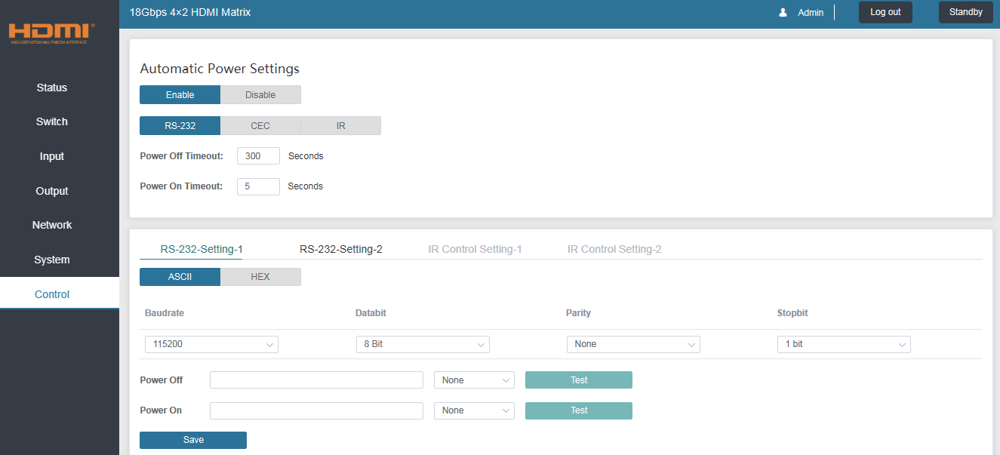 18Gbps 4×2 HDMI Matrix
Admin
Log out
Standby
HDMI®
HIGH DEFINITION MULTIMEDIA INTERFACE
Status
Switch
Input
Output
Network
System
Control
Automatic Power Settings
Enable Disable
RS-232 CEC IR
Power Off Timeout: 300 Seconds
Power On Timeout: 5 Seconds
RS-232-Setting-1 RS-232-Setting-2 IR Control Setting-1 IR Control Setting-2
ASCII HEX
Baudrate Databit Parity Stopbit
115200 8 Bit None 1 bit
Power Off None Test
Power On None Test
Save